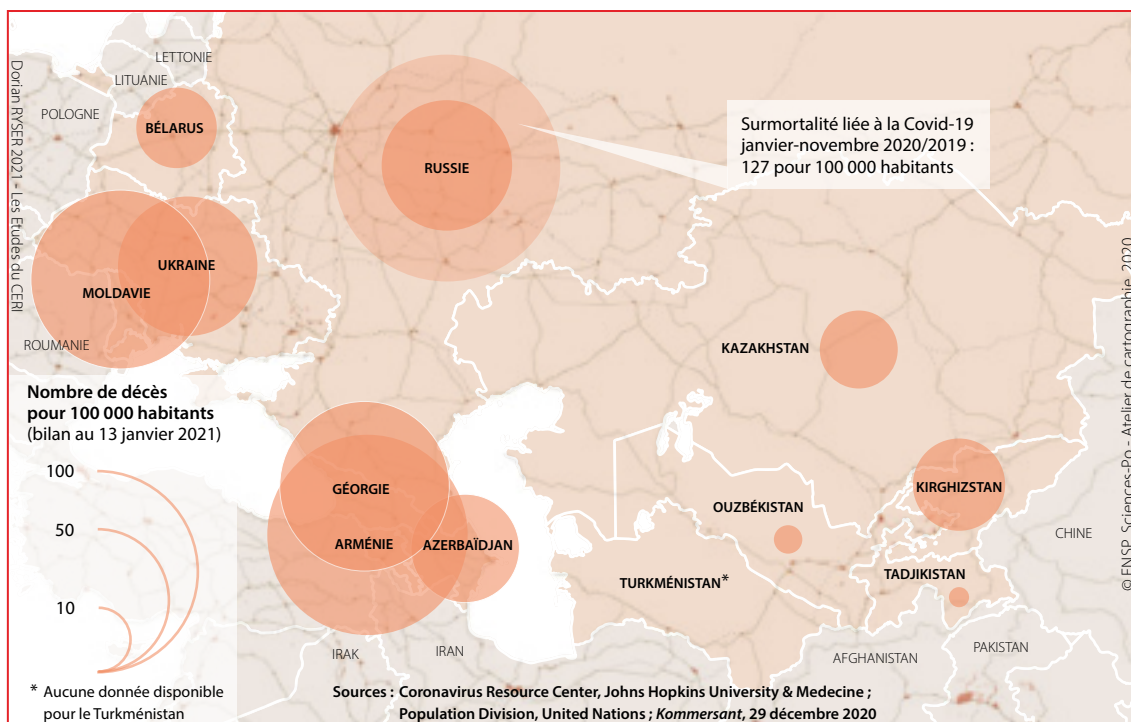 LETTONIE
LITUANIE
POLOGNE
BÉLARUS
RUSSIE
Surmortalité liée à la Covid-19
janvier-novembre 2020/2019 :
127 pour 100 000 habitants
UKRAINE
MOLDAVIE
ROUMANIE
KAZAKHSTAN
Nombre de décès
pour 100 000 habitants
(bilan au 13 janvier 2021)
100
50
10
GÉORGIE
ARMÉNIE
AZERBAÏDJAN
OUZBÉKISTAN
KIRGHIZSTAN
CHINE
TURKMÉNISTAN*
TADJIKISTAN
IRAK
IRAN
AFGHANISTAN
PAKISTAN
* Aucune donnée disponible
pour le Turkménistan
Sources : Coronavirus Resource Center, Johns Hopkins University & Medecine ;
Population Division, United Nations ; Kommersant, 29 décembre 2020
Dorian RYSER 2021 - Les Etudes du CERI
© FNSP. Sciences-Po - Atelier de cartographie, 2020